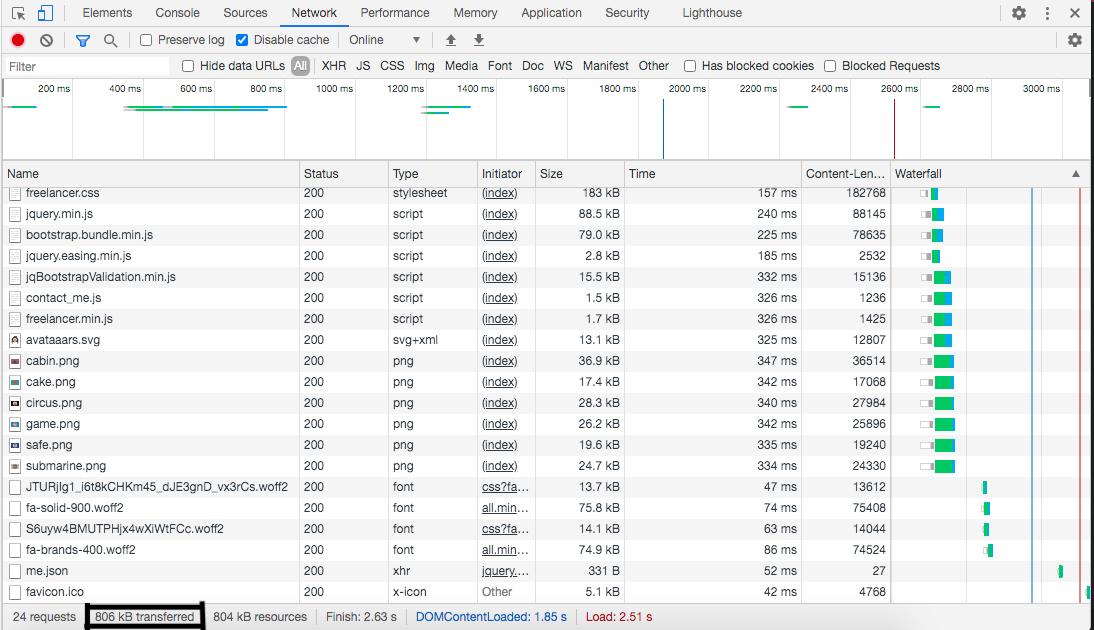 Elements Console Sources Network Performance Memory Application Security Lighthouse
Preserve log Disable cache Online
Filter Hide data URLs All XHR JS CSS Img Media Font Doc WS Manifest Other Has blocked cookies Blocked Requests
200 ms 400 ms 600 ms 800 ms 1000 ms 1200 ms 1400 ms 1600 ms 1800 ms 2000 ms 2200 ms 2400 ms 2600 ms 2800 ms 3000 ms
Name Status Type Initiator Size Time Content-Len... Waterfall
freelancer.css 200 stylesheet (index) 183 kB 157 ms 182768
jquery.min.js 200 script (index) 88.5 kB 240 ms 88145
bootstrap.bundle.min.js 200 script (index) 79.0 kB 225 ms 78635
jquery.easing.min.js 200 script (index) 2.8 kB 185 ms 2532
jqBootstrapValidation.min.js 200 script (index) 15.5 kB 332 ms 15136
contact_me.js 200 script (index) 1.5 kB 326 ms 1236
freelancer.min.js 200 script (index) 1.7 kB 326 ms 1425
avataaars.svg 200 svg+xml (index) 13.1 kB 325 ms 12807
cabin.png 200 png (index) 36.9 kB 347 ms 36514
cake.png 200 png (index) 17.4 kB 342 ms 17068
circus.png 200 png (index) 28.3 kB 340 ms 27984
game.png 200 png (index) 26.2 kB 342 ms 25896
safe.png 200 png (index) 19.6 kB 335 ms 19240
submarine.png 200 png (index) 24.7 kB 334 ms 24330
JTURjIg1_i6t8kCHKm45_dJE3gnD_vx3rCs.woff2 200 font css?fa... 13.7 kB 47 ms 13612
fa-solid-900.woff2 200 font all.min... 75.8 kB 74 ms 75408
S6uyw4BMUTPHjx4wXiWtFCc.woff2 200 font css?fa... 14.1 kB 63 ms 14044
fa-brands-400.woff2 200 font all.min... 74.9 kB 86 ms 74524
me.json 200 xhr jquery.... 331 B 52 ms 27
favicon.ico 200 x-icon Other 5.1 kB 42 ms 4768
24 requests 806 kB transferred 804 kB resources Finish: 2.63 s DOMContentLoaded: 1.85 s Load: 2.51 s